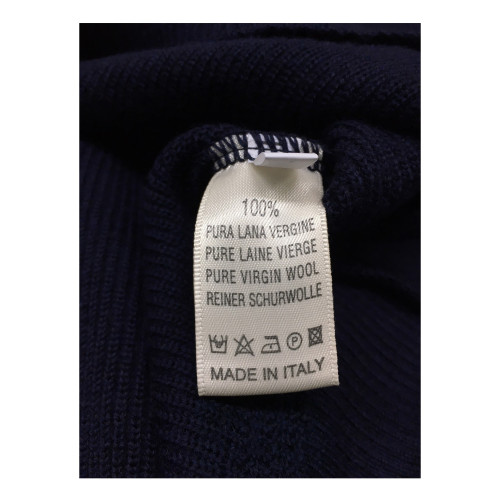 100%
PURA LANA VERGINE
PURE LAINE VIERGE
PURE VIRGIN WOOL
REINER SCHURWOLLE
P
MADE IN ITALY